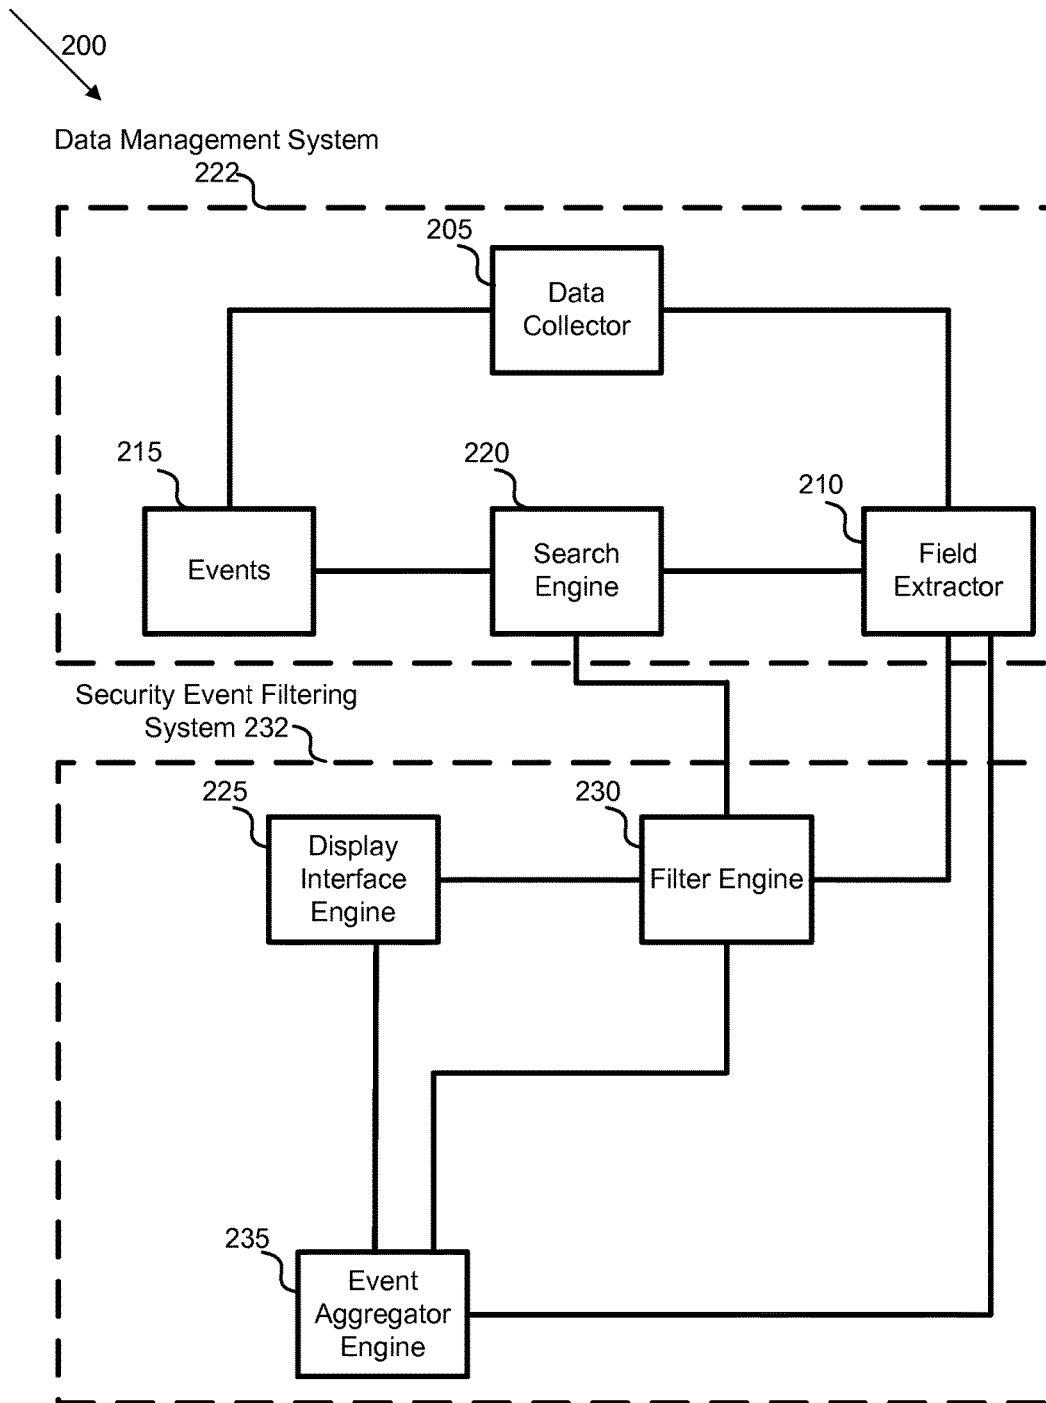 200
Data Management System
222
205
Data
Collector
215
220
210
Events
Search
Engine
Field
Extractor
Security Event Filtering
System 232
225
230
Display
Interface
Engine
Filter Engine
235
Event
Aggregator
Engine